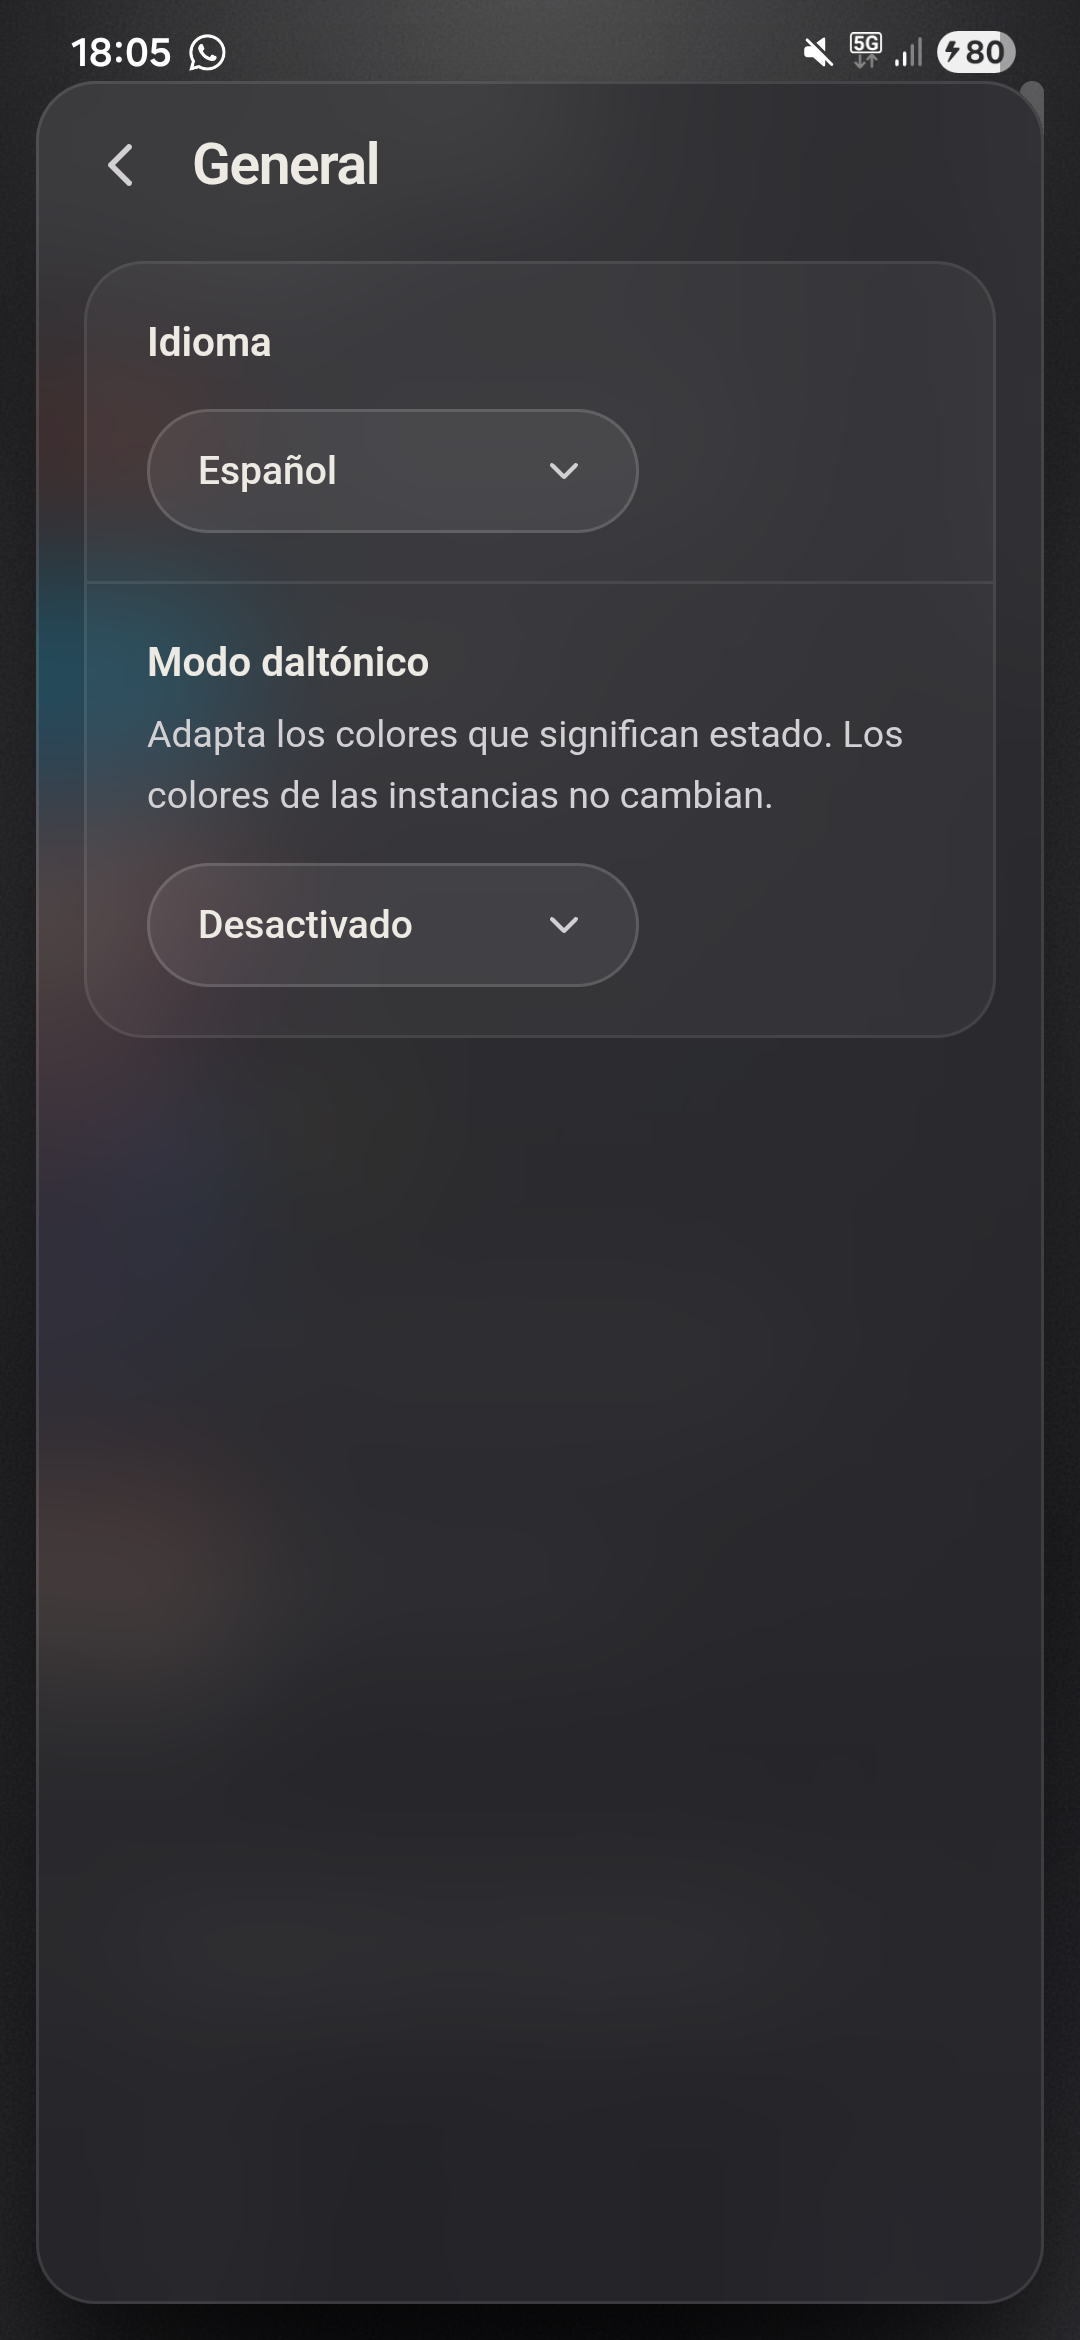 18:05
5G
80
General
Idioma
Español
Modo daltónico
Adapta los colores que significan estado. Los
colores de las instancias no cambian.
Desactivado